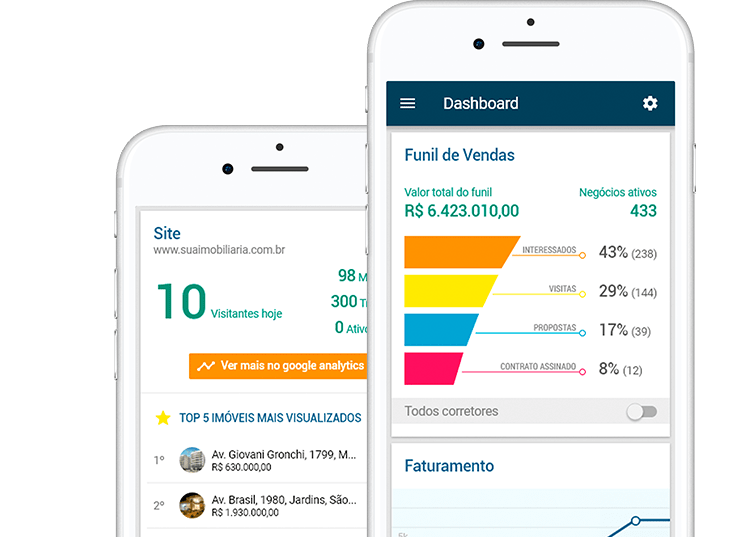 Dashboard
Funil de Vendas
Valor total do funil
Negócios ativos
R$ 6.423.010,00
433
INTERESSADOS
43% (238)
VISITAS
29% (144)
PROPOSTAS
17% (39)
CONTRATO ASSINADO
8% (12)
Todos corretores
Faturamento
5k
Site
www.suaimobiliaria.com.br
10 Visitantes hoje
98
300
0
Ver mais no google analytics
TOP 5 IMÓVEIS MAIS VISUALIZADOS
1º
Av. Giovani Gronchi, 1799, M...
R$ 630.000,00
2º
Av. Brasil, 1980, Jardins, São...
R$ 1.930.000,00